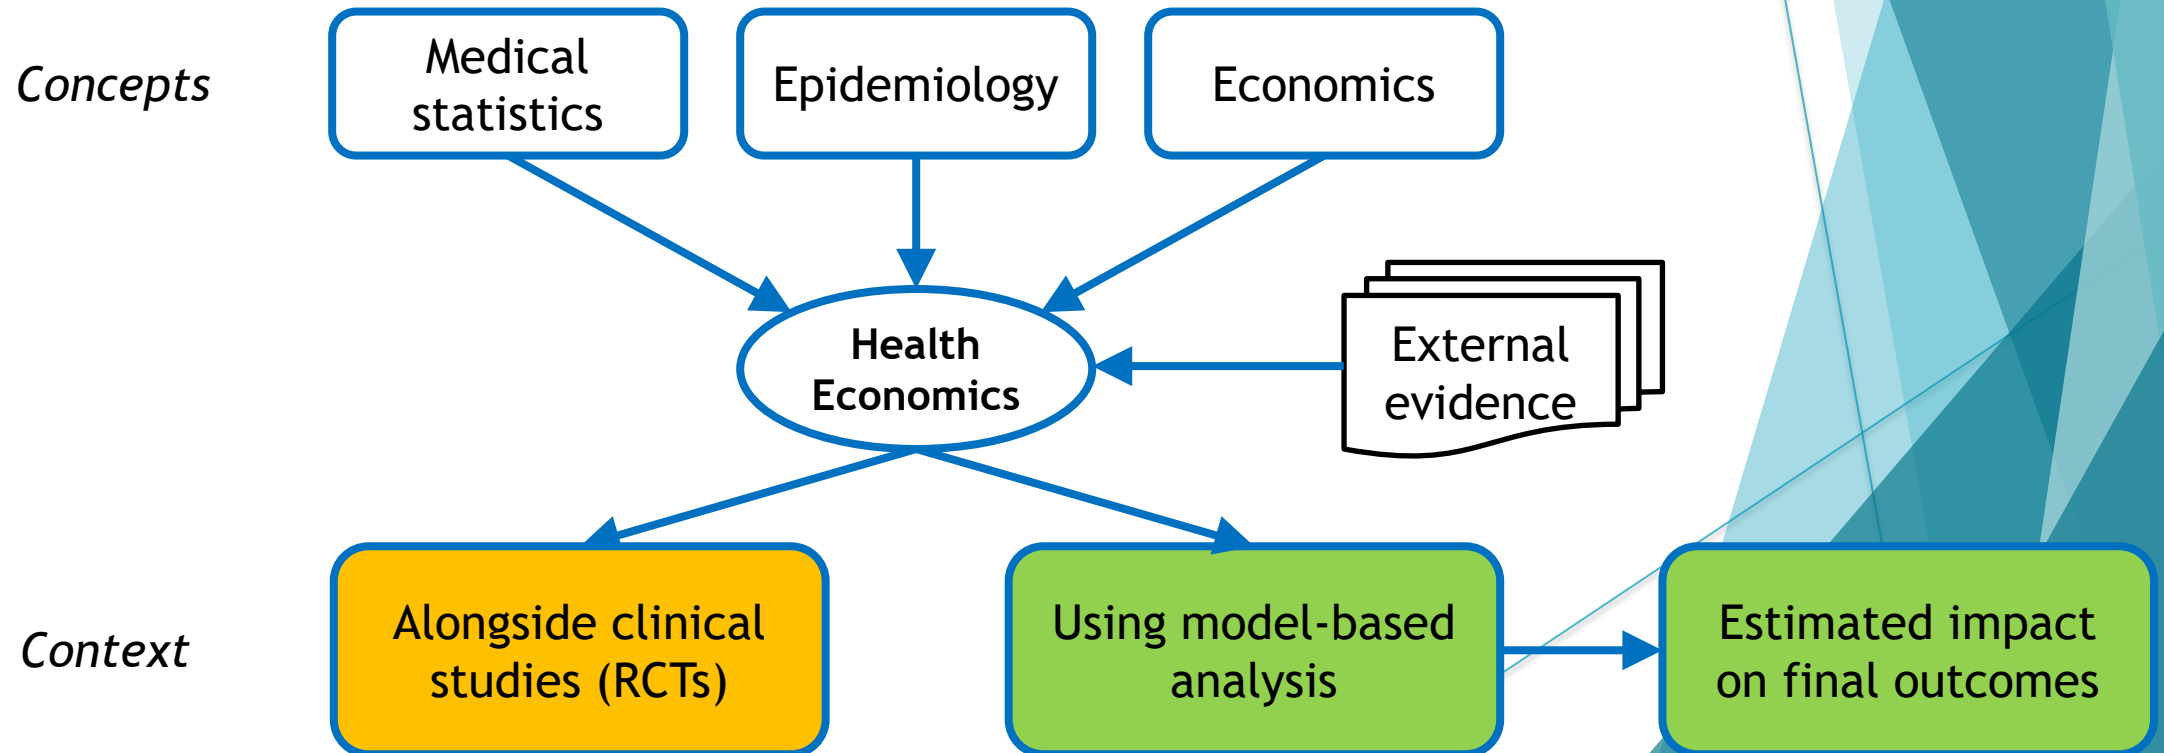 Concepts
Medical
statistics
Epidemiology
Economics
Health
Economics
External
evidence
Context
Alongside clinical
studies (RCTs)
Using model-based
analysis
Estimated impact
on final outcomes